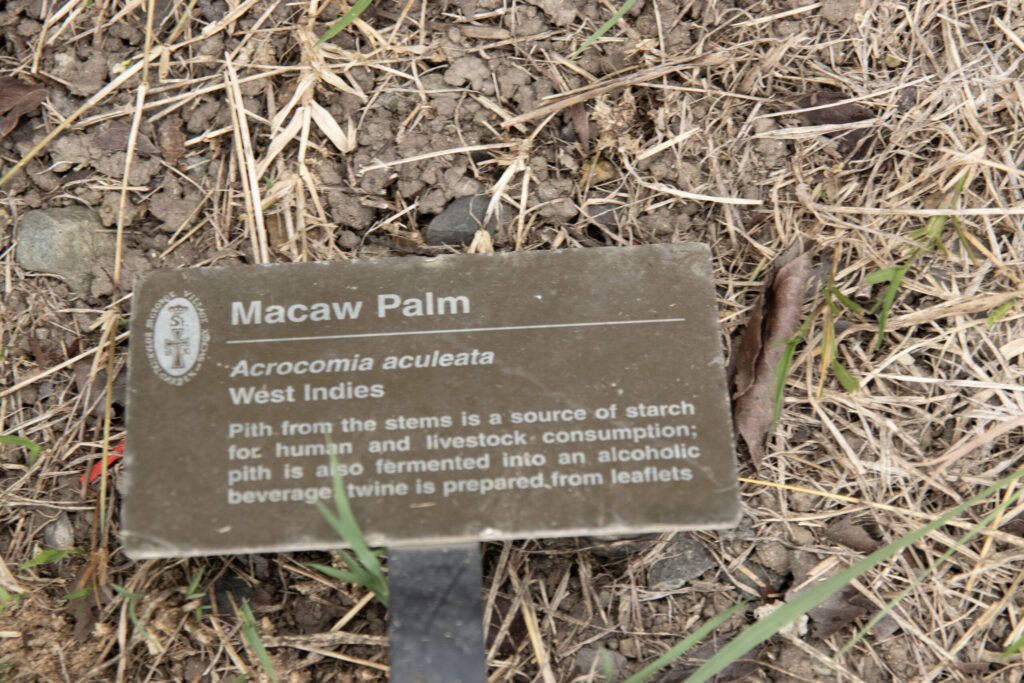 Macaw Palm
Acrocomia aculeata
West Indies
Pith from the stems is a source of starch
for human and livestock consumption;
pith is also fermented into an alcoholic
beverage twine is prepared from leaflets